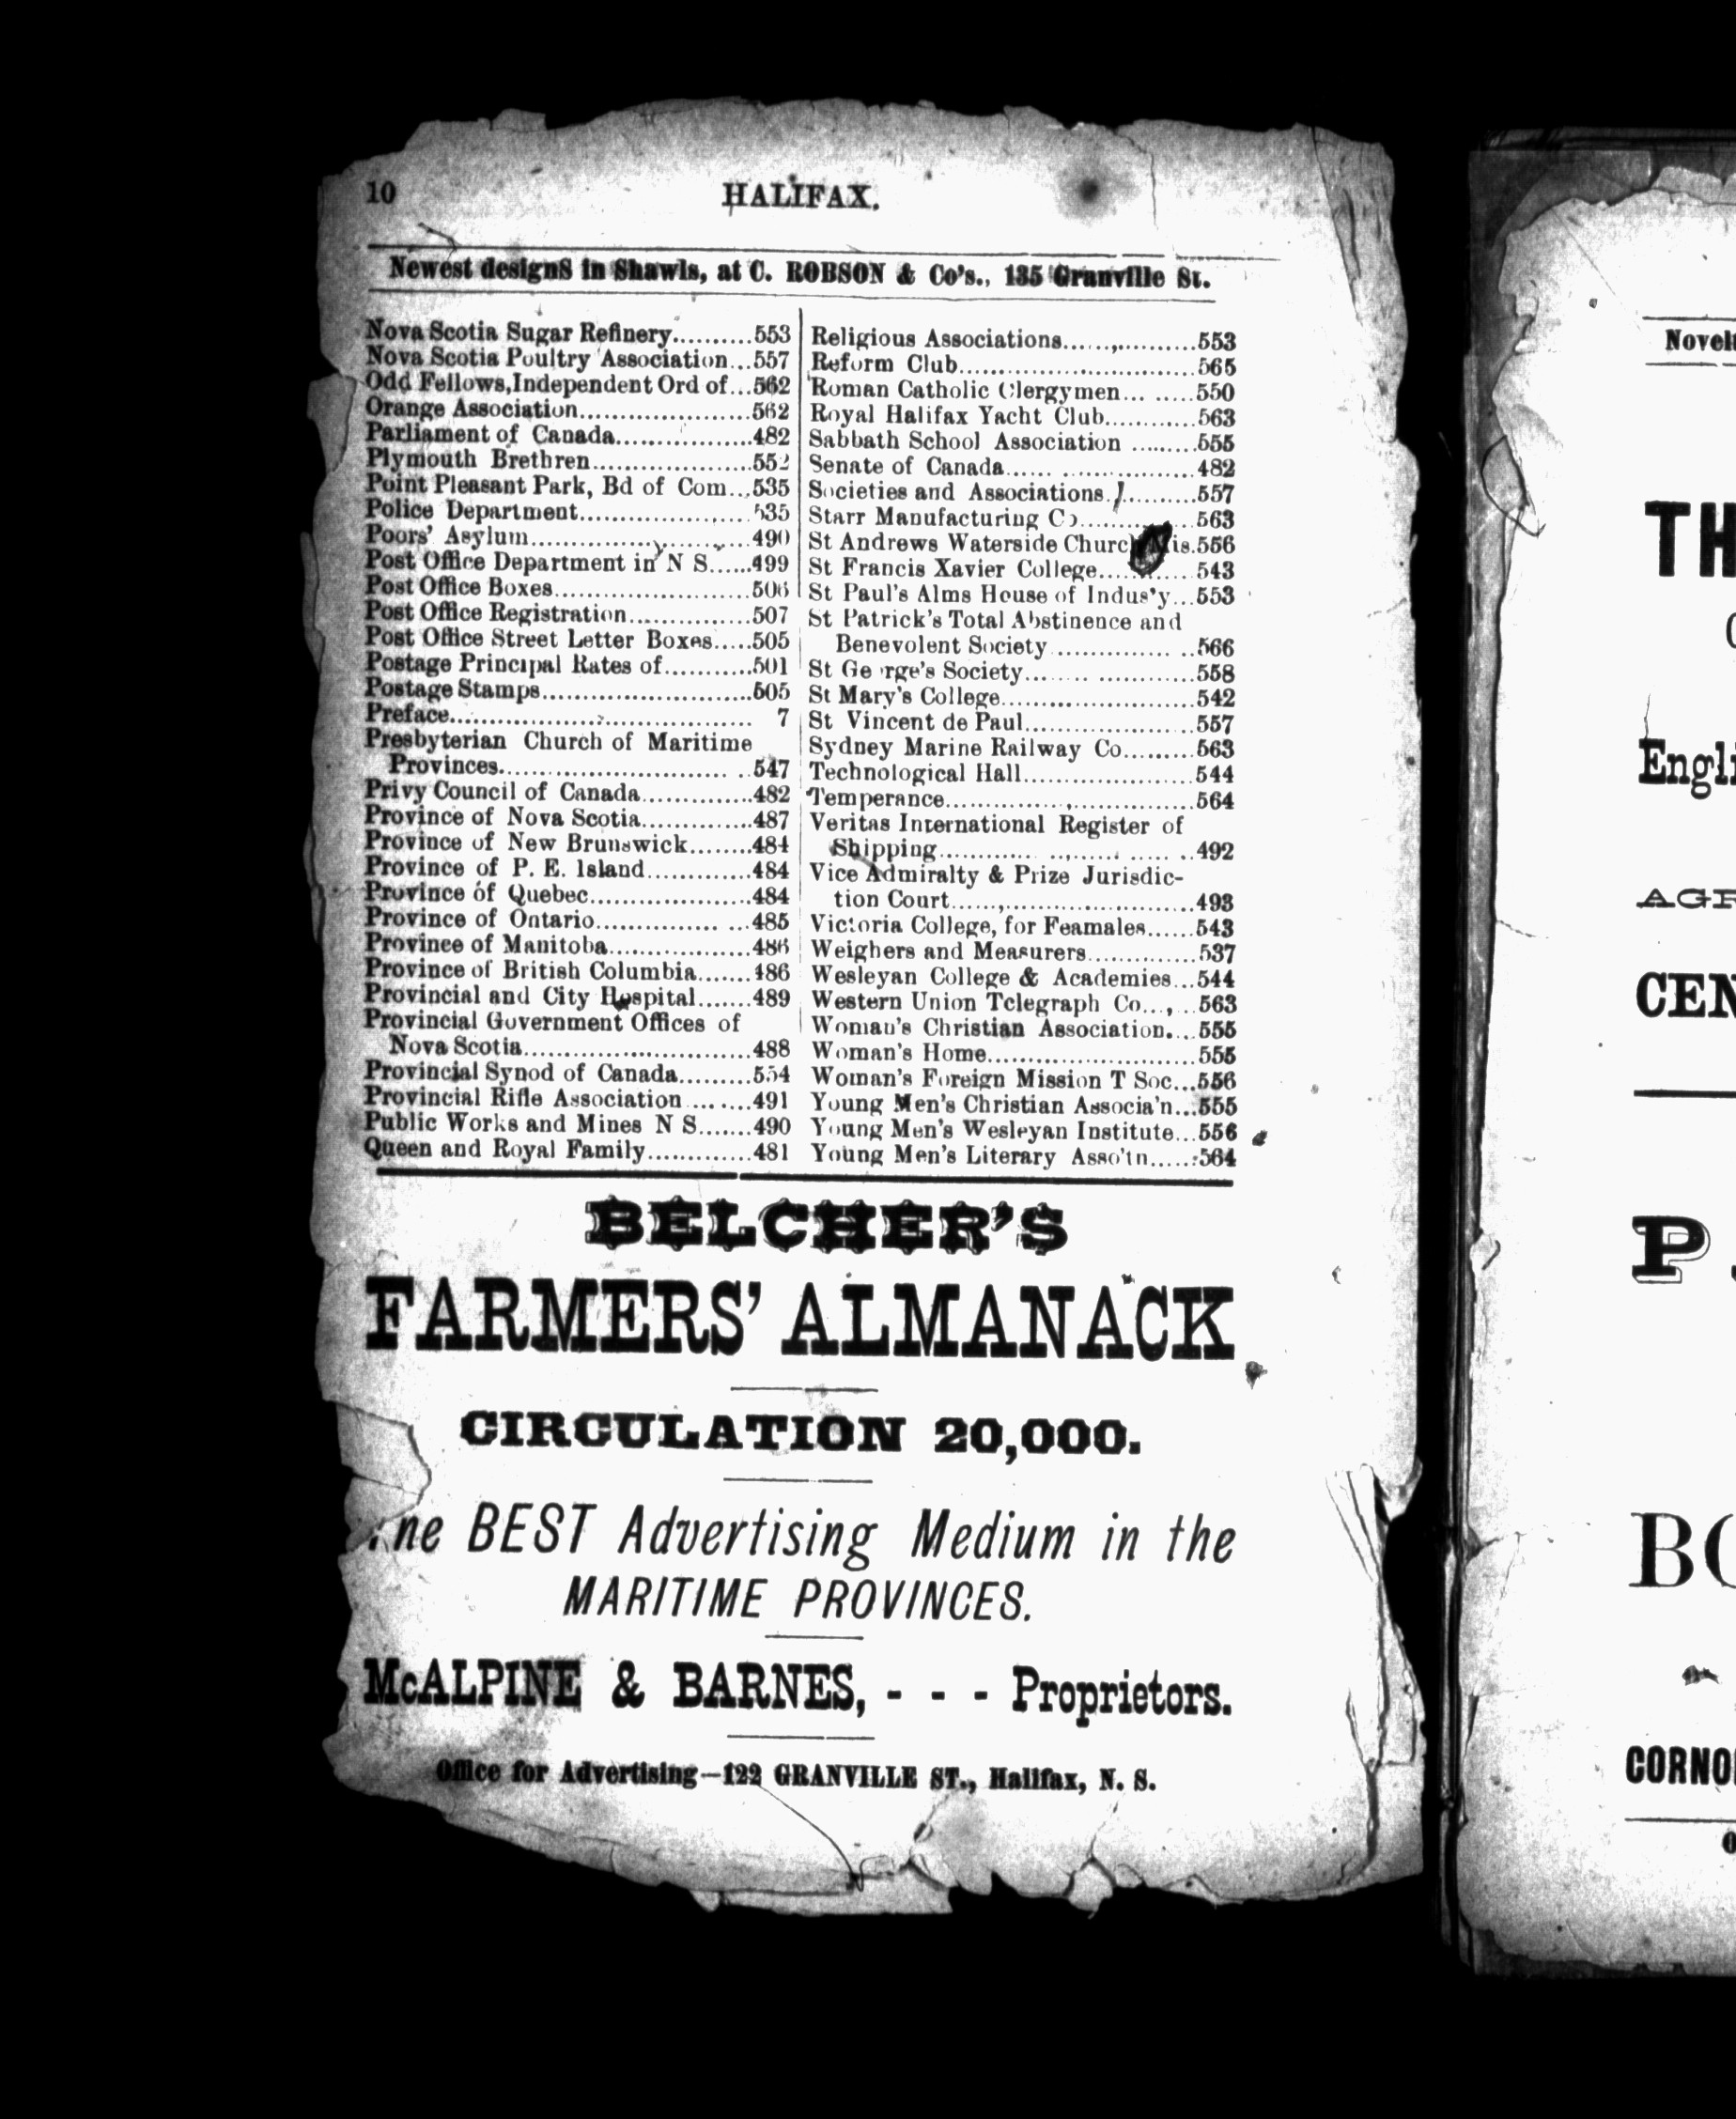 10
HALIFAX.
Newest designS in Shawls, at C. ROBSON & Co's., 135 Granville St.
Nova Scotia Sugar Refinery..........553
Nova Scotia Poultry Association...557
Odd Fellows,Independent Ord of...562
Orange Association......................562
Parliament of Canada..................482
Plymouth Brethren.....................552
Point Pleasant Park, Bd of Com...535
Police Department......................535
Poors' Asylum............................490
Post Office Department in N S......499
Post Office Boxes..........................506
Post Office Registration...............507
Post Office Street Letter Boxes.....505
Postage Principal Rates of...........501
Postage Stamps...........................505
Preface....................................... 7
Presbyterian Church of Maritime
Provinces.............................. ..547
Privy Council of Canada..............482
Province of Nova Scotia..............487
Province of New Brunswick........484
Province of P. E. Island.............484
Province of Quebec.....................484
Province of Ontario................ ...485
Province of Manitoba..................486
Province of British Columbia.......486
Provincial and City Hospital.......489
Provincial Government Offices of
Nova Scotia.............................488
Provincial Synod of Canada.........554
Provincial Rifle Association ........491
Public Works and Mines N S.......490
Queen and Royal Family.............481
Religious Associations.................553
Reform Club...............................565
Roman Catholic Clergymen... .....550
Royal Halifax Yacht Club............563
Sabbath School Association .........555
Senate of Canada...... ................482
Societies and Associations...........557
Starr Manufacturing Co...............563
St Andrews Waterside Church Mis.556
St Francis Xavier College............543
St Paul's Alms House of Indus'y...553
St Patrick's Total Abstinence and
Benevolent Society .............. ..566
St Ge rge's Society........ ............558
St Mary's College.......................542
St Vincent de Paul.....................557
Sydney Marine Railway Co.........563
Technological Hall......................544
Temperance................................564
Veritas International Register of
Shipping............ .......... ..... ..492
Vice Admiralty & Prize Jurisdic-
tion Court...............................493
Victoria College, for Feamales......543
Weighers and Measurers.............537
Wesleyan College & Academies...544
Western Union Telegraph Co......563
Woman's Christian Association....555
Woman's Home...........................555
Woman's Foreign Mission T Soc...556
Young Men's Christian Associa'n...555
Young Men's Wesleyan Institute...556
Young Men's Literary Asso'tn......564
BELCHER'S
FARMERS' ALMANACK
CIRCULATION 20,000.
The BEST Advertising Medium in the
MARITIME PROVINCES.
McALPINE & BARNES, - - - Proprietors.
Office for Advertising—122 GRANVILLE ST., Halifax, N. S.
TH
Engli
AGR
CEN
P.
BO
CORNO